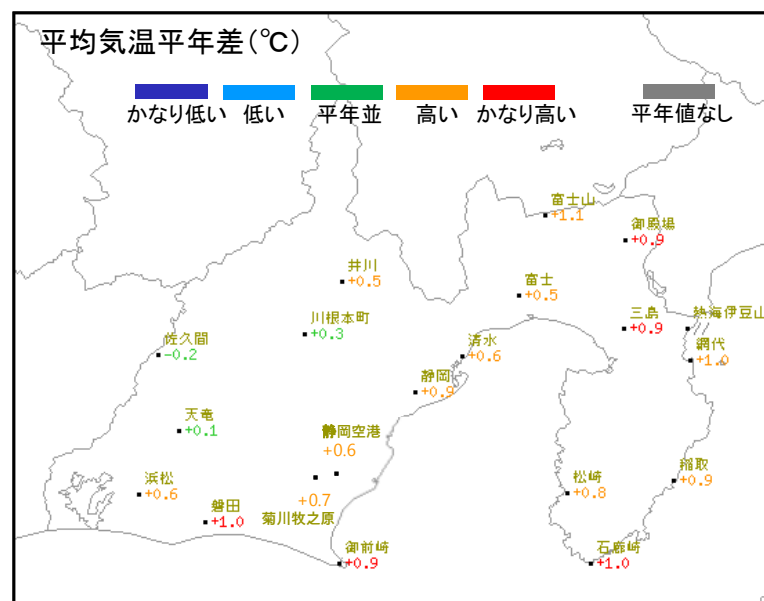 平均気温平年差(℃)
かなり低い 低い 平年並 高い かなり高い 平年値なし
富士山
+1.1
御殿場
+0.9
井川
+0.5
富士
+0.5
川根本町
+0.3
三島
+0.9
熱海伊豆山
佐久間
-0.2
清水
+0.6
網代
+1.0
静岡
+0.9
天竜
+0.1
静岡空港
+0.6
浜松
+0.6
磐田
+1.0
+0.7
菊川牧之原
松崎
+0.8
稲取
+0.9
御前崎
+0.9
石廊崎
+1.0